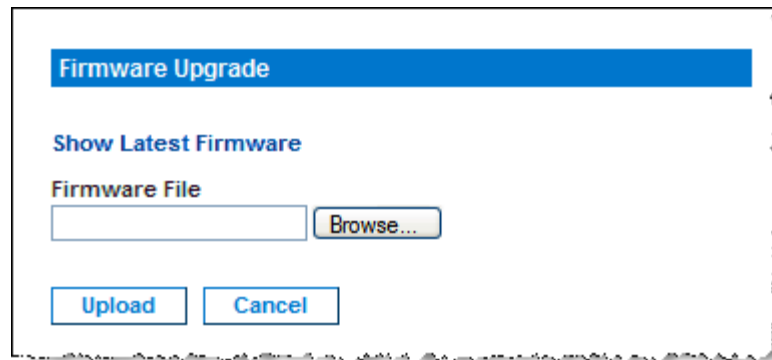 Firmware Upgrade
Show Latest Firmware
Firmware File
Browse...
Upload Cancel